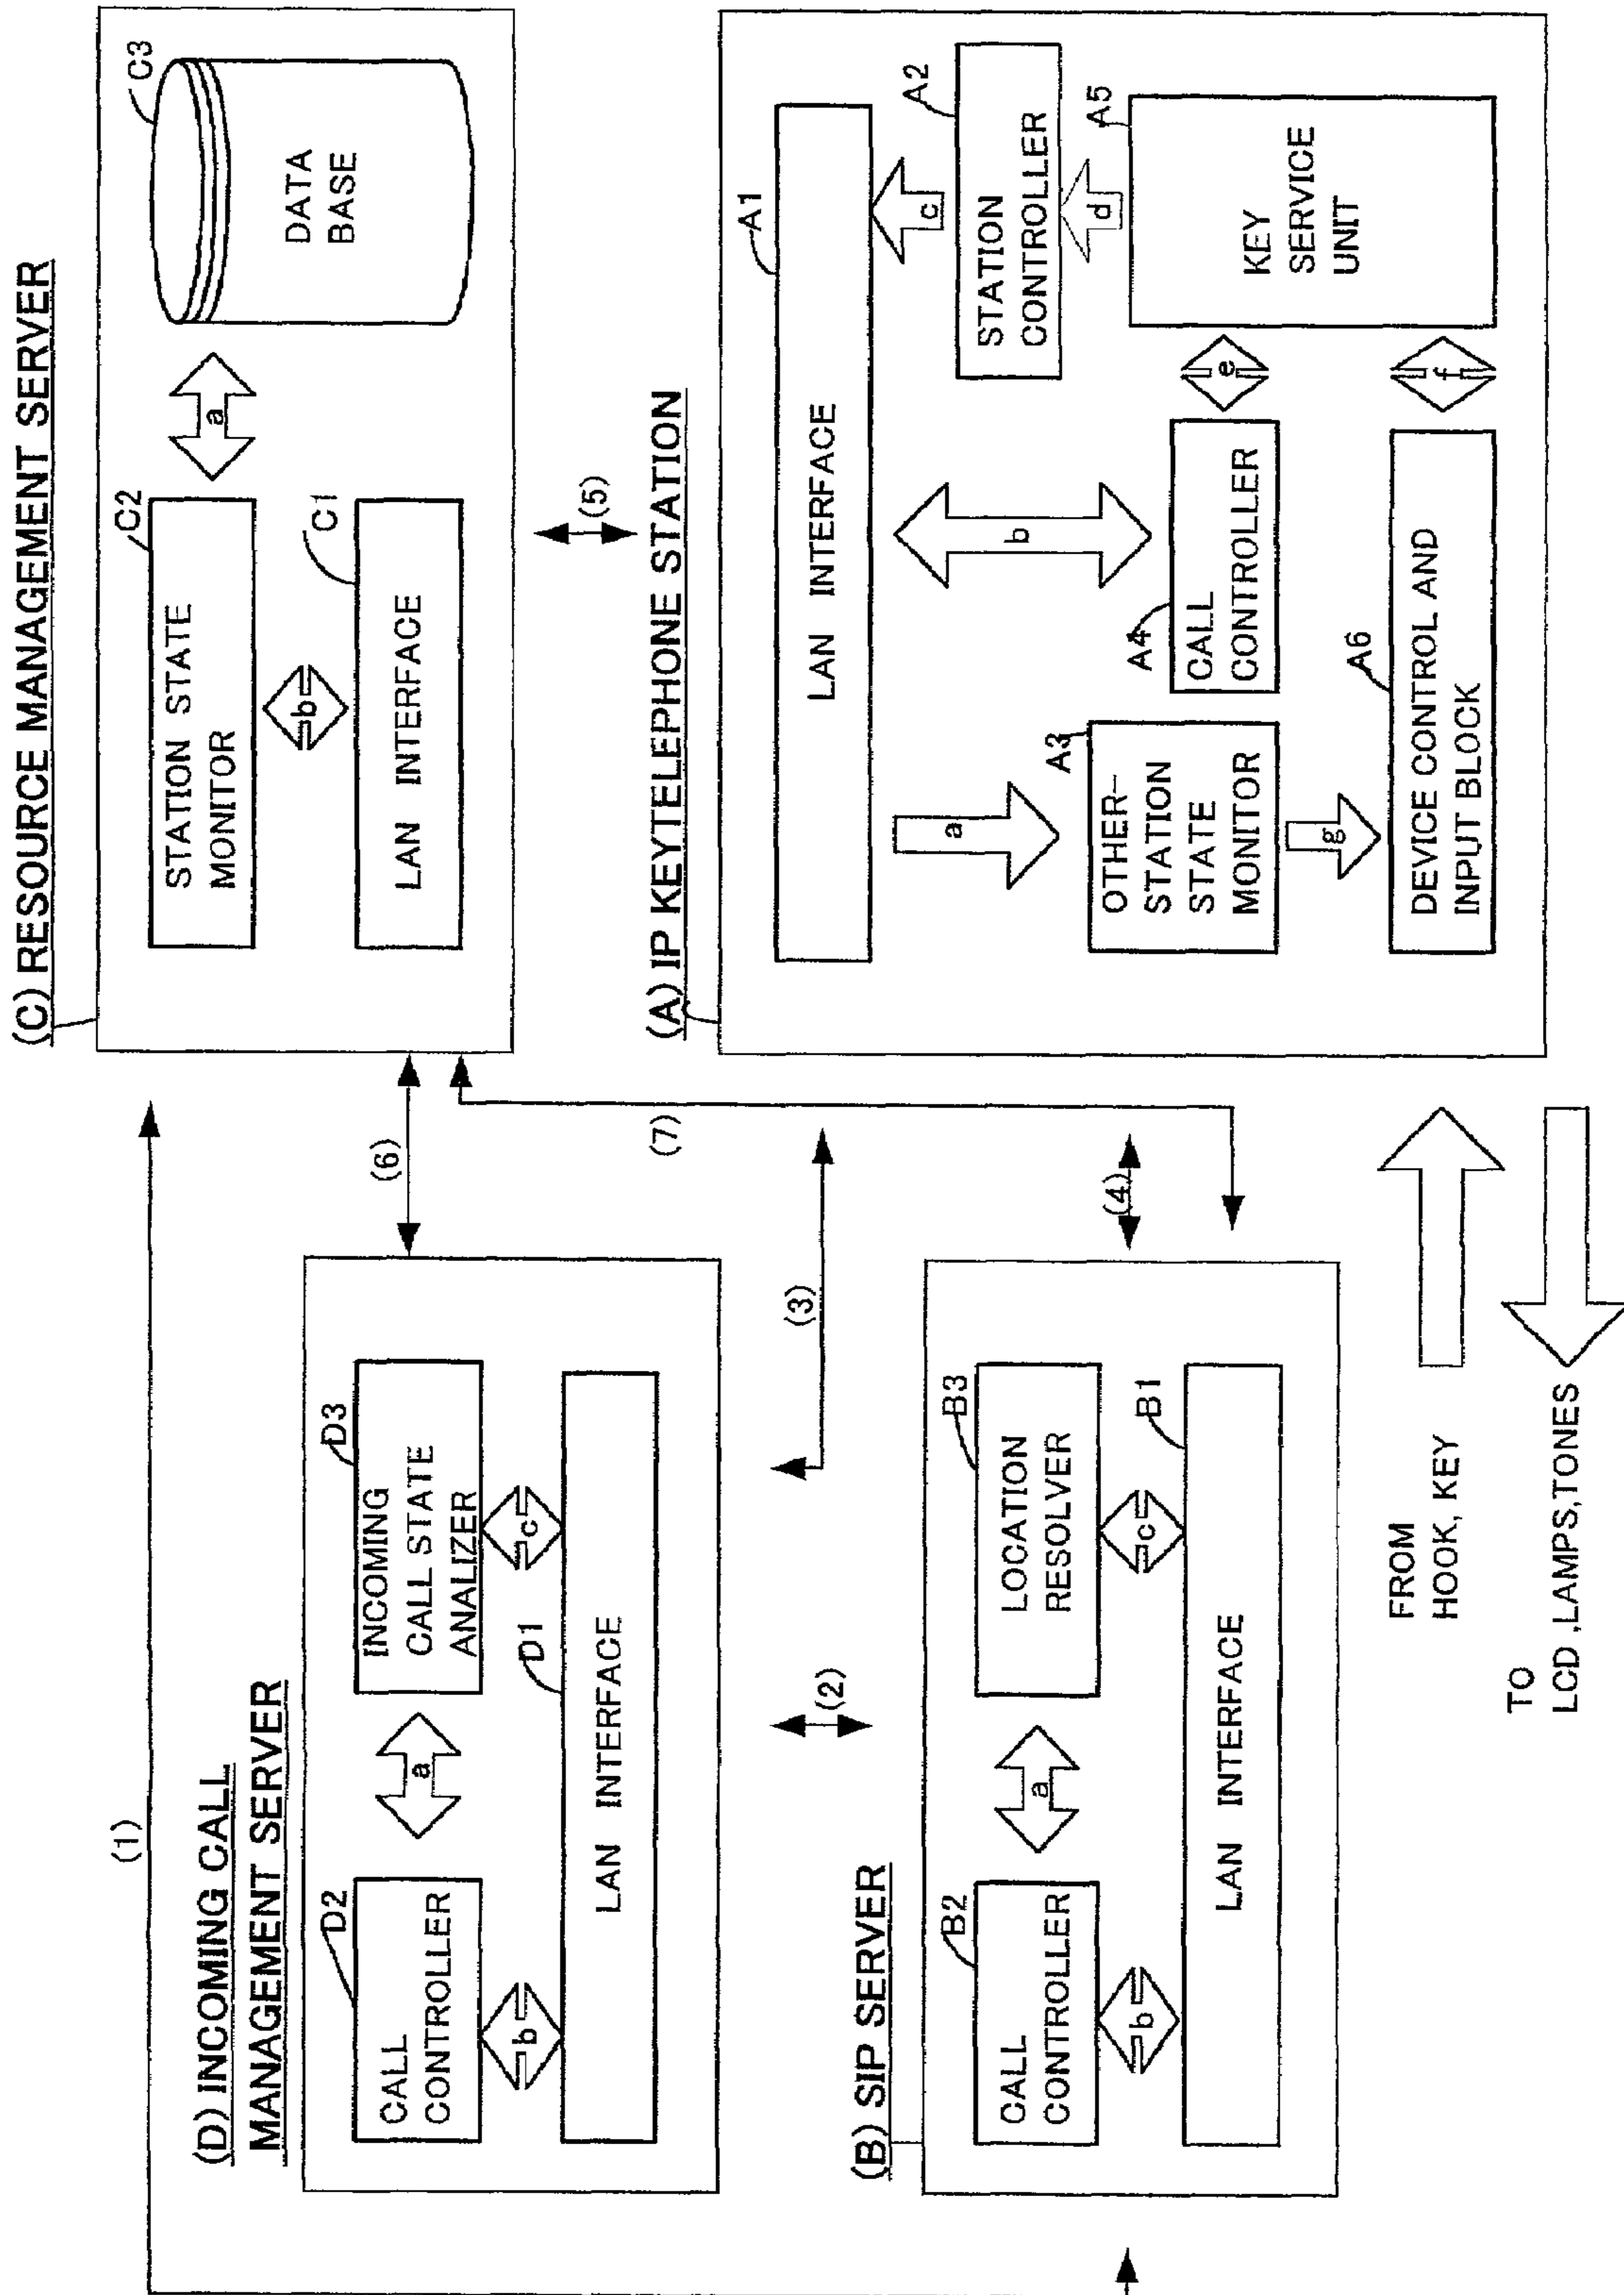 (1)
(D) INCOMING CALL
MANAGEMENT SERVER
D2
CALL
CONTROLLER
a
D3
INCOMING
CALL STATE
ANALIZER
b
c
D1
LAN INTERFACE
(6)
(7)
(2)
(3)
(4)
(B) SIP SERVER
B2
CALL
CONTROLLER
a
B3
LOCATION
RESOLVER
b
c
B1
LAN INTERFACE
(C) RESOURCE MANAGEMENT SERVER
C2
STATION STATE
MONITOR
a
C3
DATA
BASE
b
C1
LAN INTERFACE
(5)
(A) IP KEYTELEPHONE STATION
A1
LAN INTERFACE
a
b
c
A2
STATION
CONTROLLER
d
A3
OTHER-
STATION
STATE
MONITOR
A4
CALL
CONTROLLER
e
A5
KEY
SERVICE
UNIT
g
f
A6
DEVICE CONTROL AND
INPUT BLOCK
FROM
HOOK, KEY
TO
LCD ,LAMPS,TONES